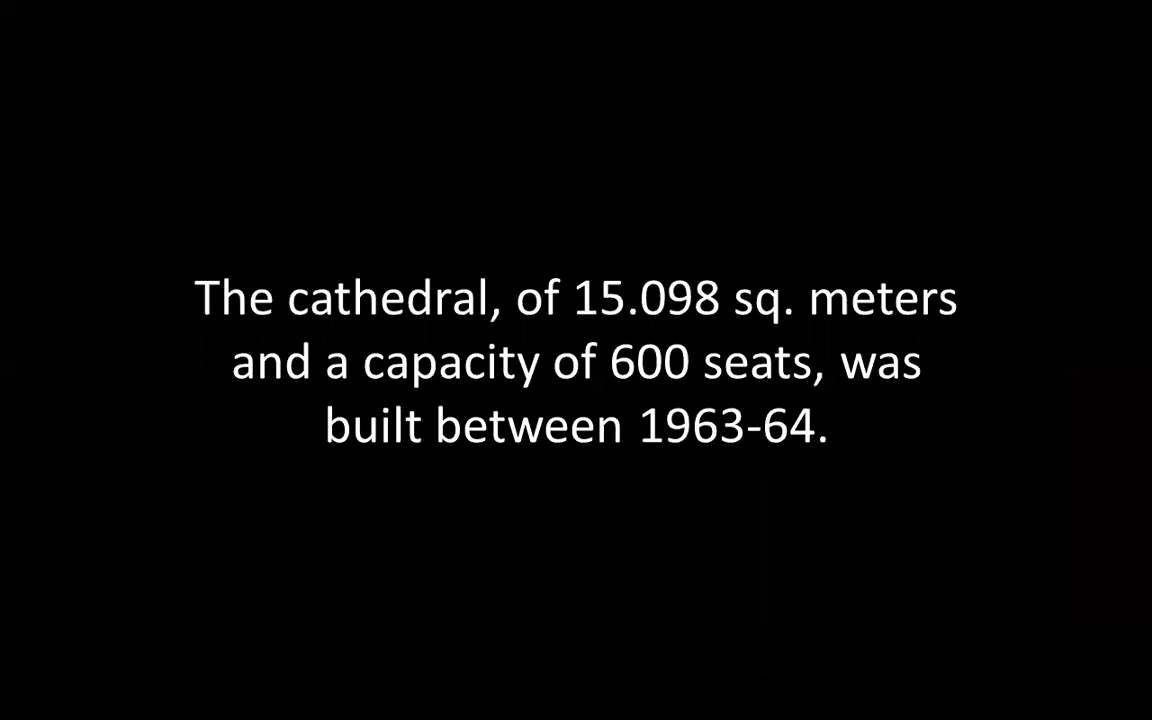 The cathedral, of 15.098 sq. meters
and a capacity of 600 seats, was
built between 1963-64.